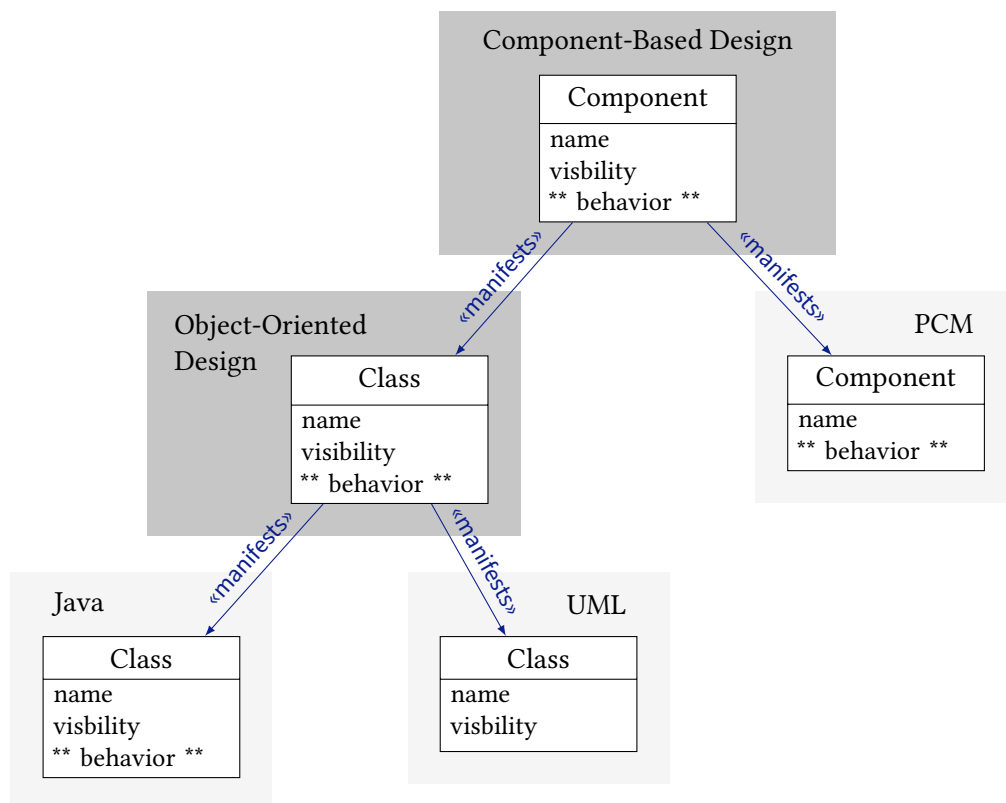 Component-Based Design
Component
name
visbility
** behavior **
«manifests»
«manifests»
Object-Oriented
Design
Class
name
visibility
** behavior **
PCM
Component
name
** behavior **
«manifests»
«manifests»
Java
Class
name
visbility
** behavior **
UML
Class
name
visbility